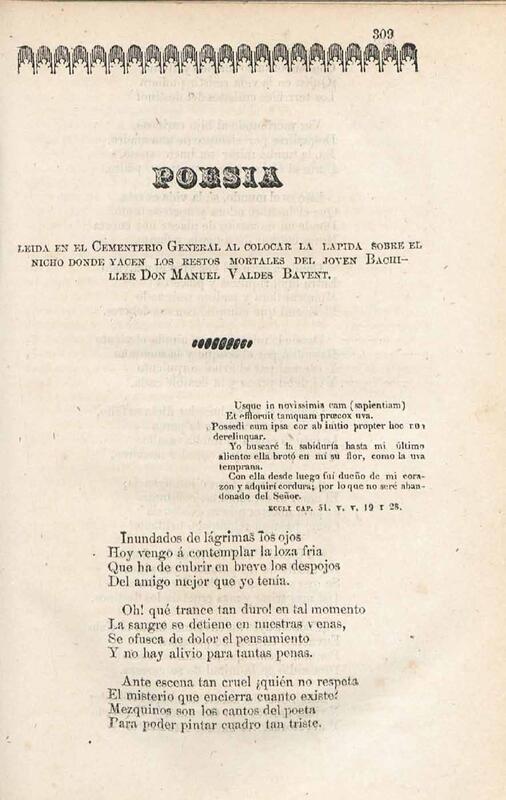 309
POESIA
LEIDA EN EL CEMENTERIO GENERAL AL COLOCAR LA LAPIDA SOBRE EL
NICHO DONDE YACEN LOS RESTOS MORTALES DEL JOVEN BACHI-
LLER DON MANUEL VALDES BAVENT.
Usque in novissimis eam (sapientiam)
Et effloruit tamquam præcox uva.
Possedi cum ipsa cor ab initio propter hoc non
derelinquar.
Yo buscaré la sabiduría hasta mi último
aliento: ella brotó en mí su flor, como la uva
temprana.
Con ella desde luego fuí dueño de mi cora-
zon y adquirí cordura; por lo que no seré aban-
donado del Señor.
ECCLI CAP. 51. V. V. 19 Y 28.
Inundados de lágrimas los ojos
Hoy vengo á contemplar la loza fria
Que ha de cubrir en breve los despojos
Del amigo mejor que yo tenía.
Oh! qué trance tan duro! en tal momento
La sangre se detiene en nuestras venas,
Se ofusca de dolor el pensamiento
Y no hay alivio para tantas penas.
Ante escena tan cruel ¡quién no respeta
El misterio que encierra cuanto existe!
Mezquinos son los cantos del poeta
Para poder pintar cuadro tan triste.